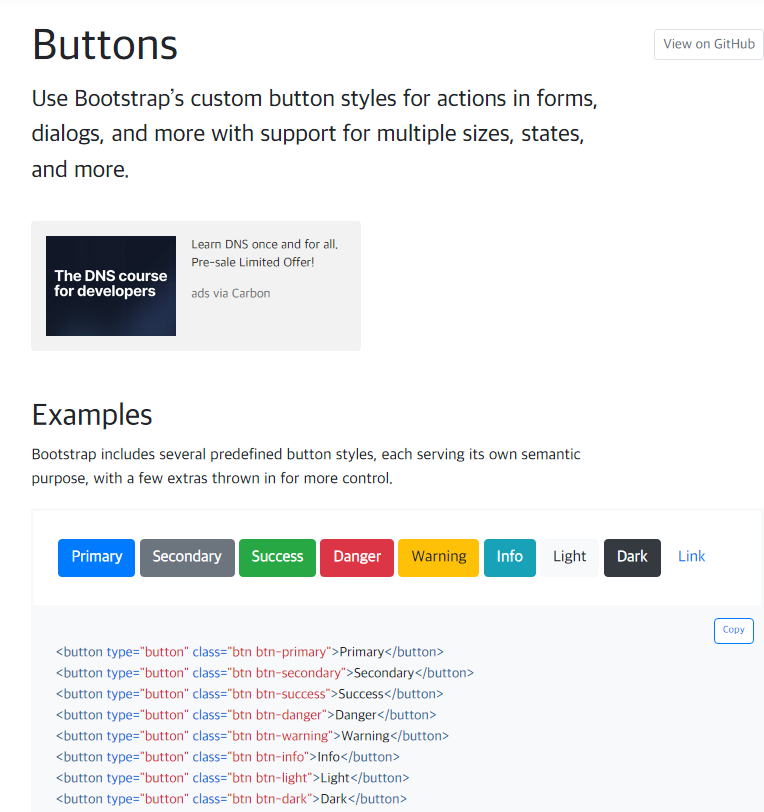 Buttons
View on GitHub
Use Bootstrap's custom button styles for actions in forms,
dialogs, and more with support for multiple sizes, states,
and more.
The DNS course
for developers
Learn DNS once and for all.
Pre-sale Limited Offer!
ads via Carbon
Examples
Bootstrap includes several predefined button styles, each serving its own semantic
purpose, with a few extras thrown in for more control.
Primary Secondary Success Danger Warning Info Light Dark Link
Copy
<button type="button" class="btn btn-primary">Primary</button>
<button type="button" class="btn btn-secondary">Secondary</button>
<button type="button" class="btn btn-success">Success</button>
<button type="button" class="btn btn-danger">Danger</button>
<button type="button" class="btn btn-warning">Warning</button>
<button type="button" class="btn btn-info">Info</button>
<button type="button" class="btn btn-light">Light</button>
<button type="button" class="btn btn-dark">Dark</button>